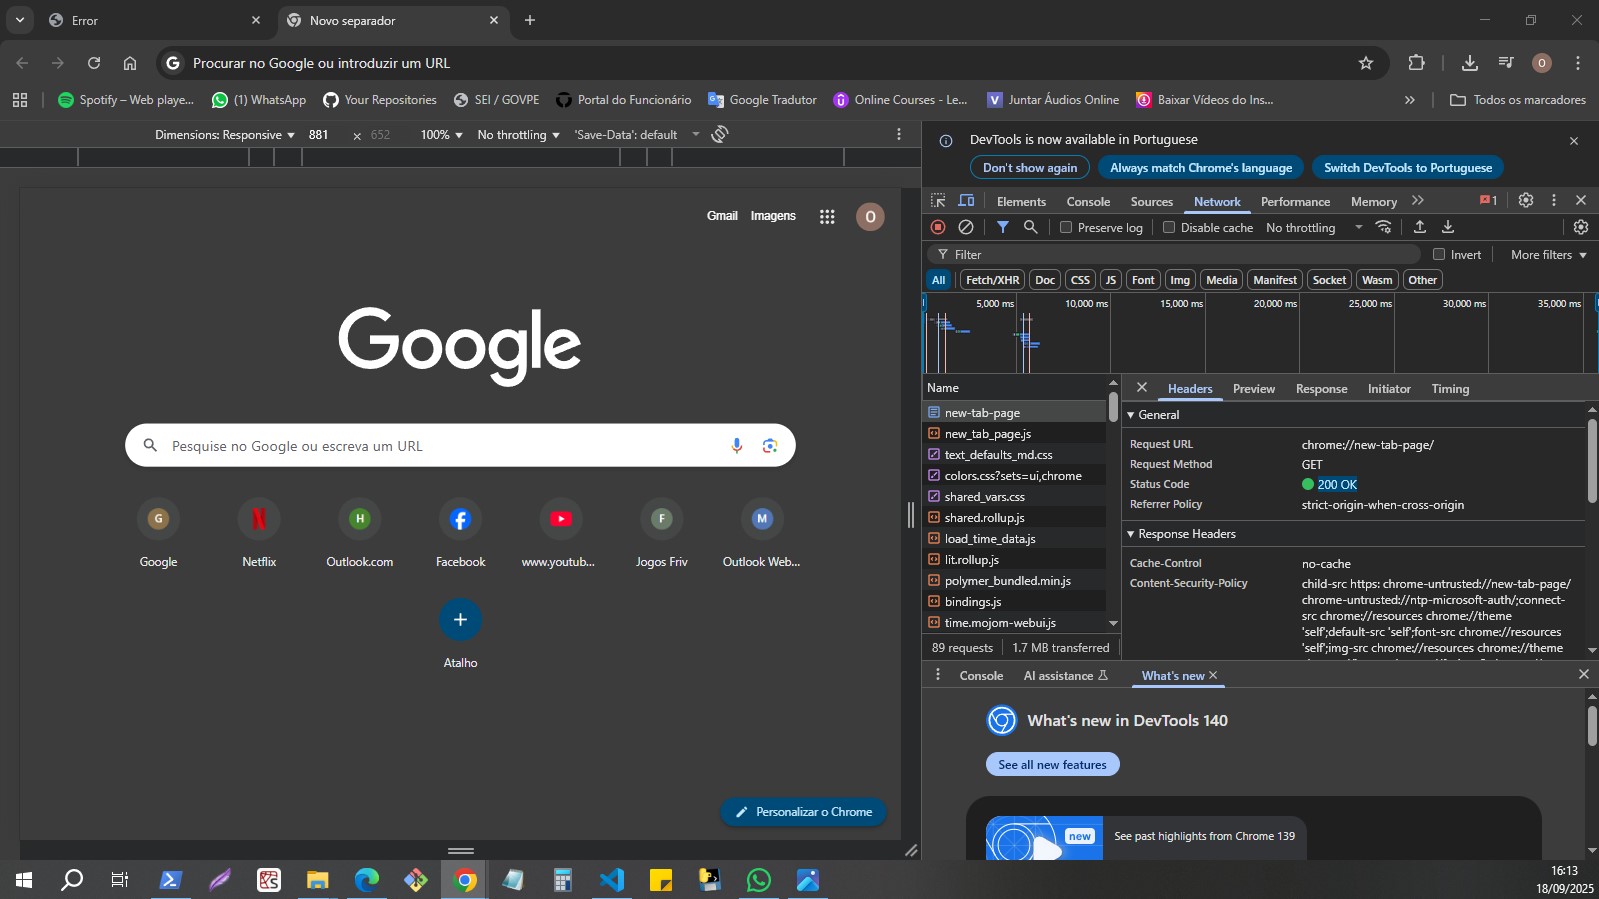 Error
Novo separador
Procurar no Google ou introduzir um URL
O
Spotify – Web playe...
(1) WhatsApp
Your Repositories
SEI / GOVPE
Portal do Funcionário
Google Tradutor
Online Courses - Le...
Juntar Áudios Online
Baixar Vídeos do Ins...
Todos os marcadores
Dimensions: Responsive
881
×
652
100%
No throttling
'Save-Data': default
DevTools is now available in Portuguese
Don't show again
Always match Chrome's language
Switch DevTools to Portuguese
Elements
Console
Sources
Network
Performance
Memory
1
Preserve log
Disable cache
No throttling
Filter
Invert
More filters
All
Fetch/XHR
Doc
CSS
JS
Font
Img
Media
Manifest
Socket
Wasm
Other
5,000 ms
10,000 ms
15,000 ms
20,000 ms
25,000 ms
30,000 ms
35,000 ms
Gmail
Imagens
O
Google
Pesquise no Google ou escreva um URL
G
H
F
M
Google
Netflix
Outlook.com
Facebook
www.youtub...
Jogos Friv
Outlook Web...
Atalho
Personalizar o Chrome
Name
new-tab-page
new_tab_page.js
text_defaults_md.css
colors.css?sets=ui,chrome
shared_vars.css
shared.rollup.js
load_time_data.js
lit.rollup.js
polymer_bundled.min.js
bindings.js
time.mojom-webui.js
89 requests
1.7 MB transferred
Headers
Preview
Response
Initiator
Timing
General
Request URL
chrome://new-tab-page/
Request Method
GET
Status Code
200 OK
Referrer Policy
strict-origin-when-cross-origin
Response Headers
Cache-Control
no-cache
Content-Security-Policy
child-src https: chrome-untrusted://new-tab-page/
chrome-untrusted://ntp-microsoft-auth/;connect-
src chrome://resources chrome://theme
'self';default-src 'self';font-src chrome://resources
'self';img-src chrome://resources chrome://theme
Console
AI assistance
What's new
What's new in DevTools 140
See all new features
new
See past highlights from Chrome 139
16:13
18/09/2025